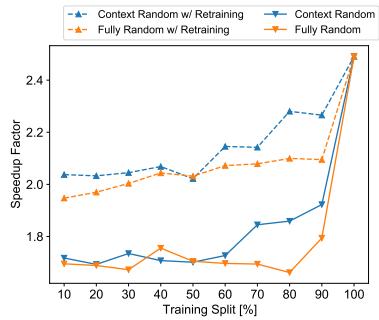 Context Random w/ Retraining
Context Random
Fully Random w/ Retraining
Fully Random
Speedup Factor
2.4
2.2
2.0
1.8
10 20 30 40 50 60 70 80 90 100
Training Split [%]